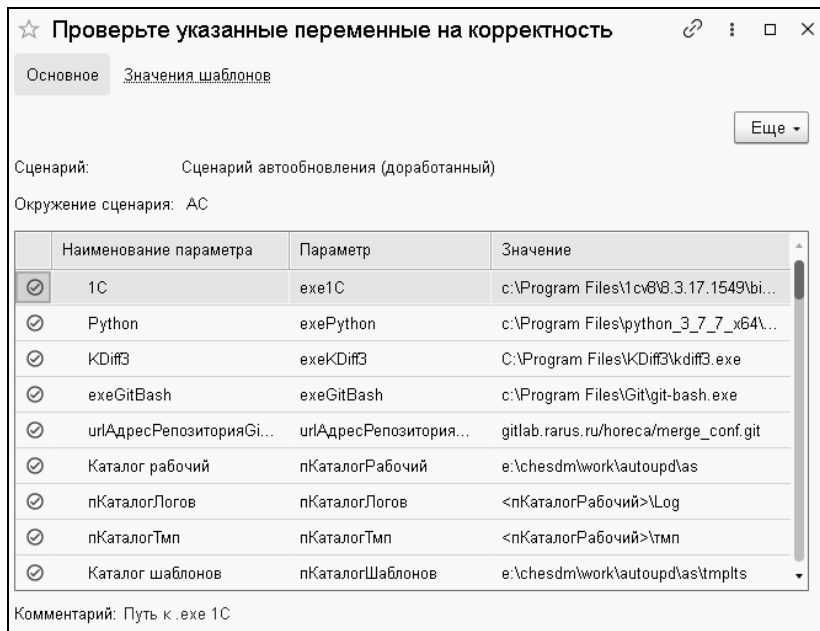 Проверьте указанные переменные на корректность
Основное Значения шаблонов
Еще
Сценарий: Сценарий автообновления (доработанный)
Окружение сценария: АС
Наименование параметра Параметр Значение
1С exe1C c:\Program Files\1cv8\8.3.17.1549\bi...
Python exePython c:\Program Files\python_3_7_7_x64\...
KDiff3 exeKDiff3 C:\Program Files\KDiff3\kdiff3.exe
exeGitBash exeGitBash c:\Program Files\Git\git-bash.exe
urlАдресРепозиторияGi... urlАдресРепозитория... gitlab.rarus.ru/horeca/merge_conf.git
Каталог рабочий пКаталогРабочий e:\chesdm\work\autoupd\as
пКаталогЛогов пКаталогЛогов <пКаталогРабочий>\Log
пКаталогТмп пКаталогТмп <пКаталогРабочий>\тмп
Каталог шаблонов пКаталогШаблонов e:\chesdm\work\autoupd\as\tmplts
Комментарий: Путь к .exe 1С